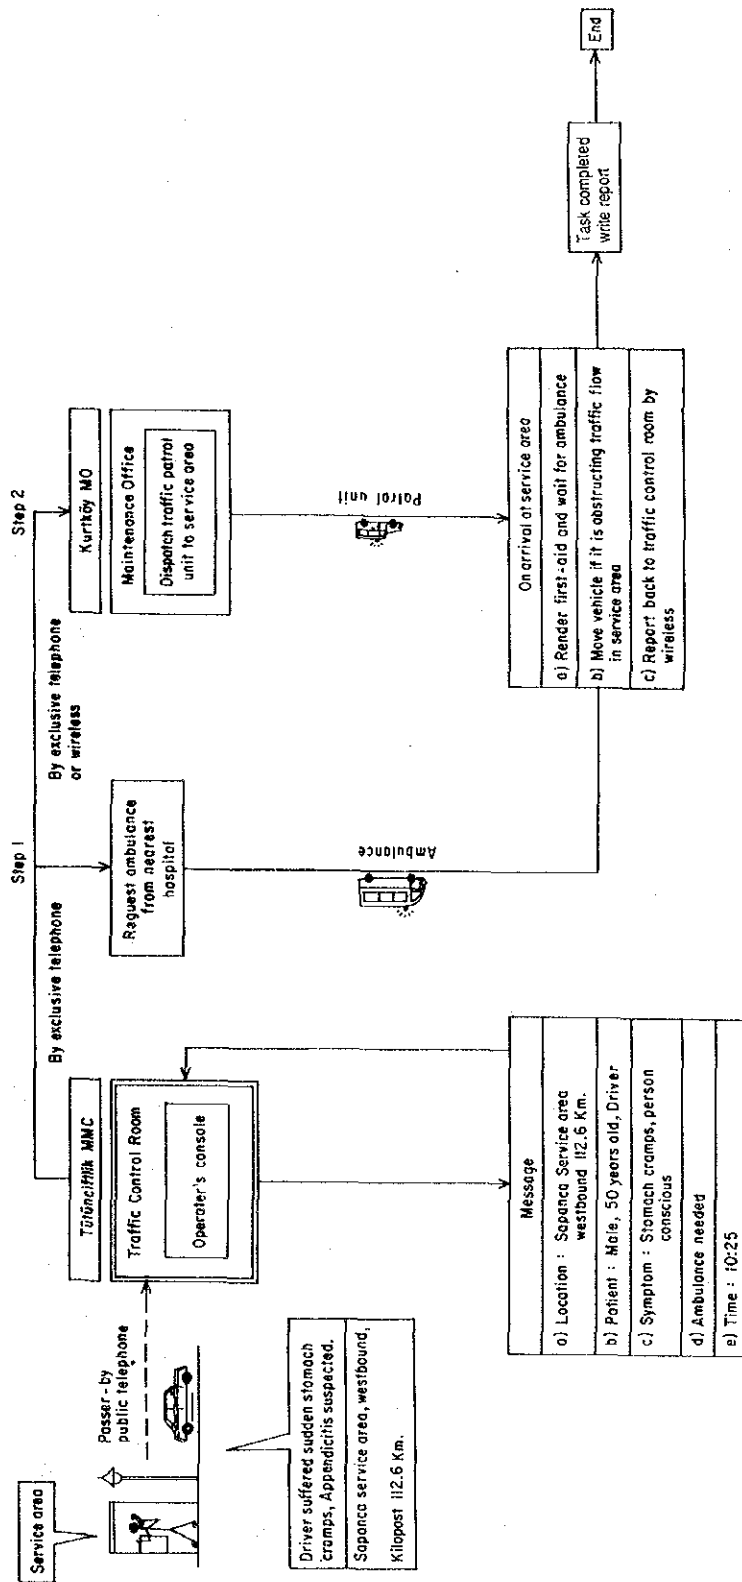 Service area
Passer-by
public telephone
Driver suffered sudden stomach
cramps, Appendicitis suspected.
Sapanca service area, westbound,
Kilopost 112.6 Km.
Tütünciftlik MMC
Traffic Control Room
Operater's console
Message
a) Location : Sapanca Service area
westbound 112.6 Km.
b) Patient : Male, 50 years old, Driver
c) Symptom : Stomach cramps, person
conscious
d) Ambulance needed
e) Time : 10:25
Step 1
By exclusive telephone
Request ambulance
from nearest
hospital
Ambulance
Step 2
By exclusive telephone
or wireless
Kurtköy MO
Maintenance Office
Dispatch traffic patrol
unit to service area
Patrol unit
On arrival at service area
a) Render first-aid and wait for ambulance
b) Move vehicle if it is abstructing traffic flow
in service area
c) Report back to traffic control room by
wireless
Task completed
write report
End